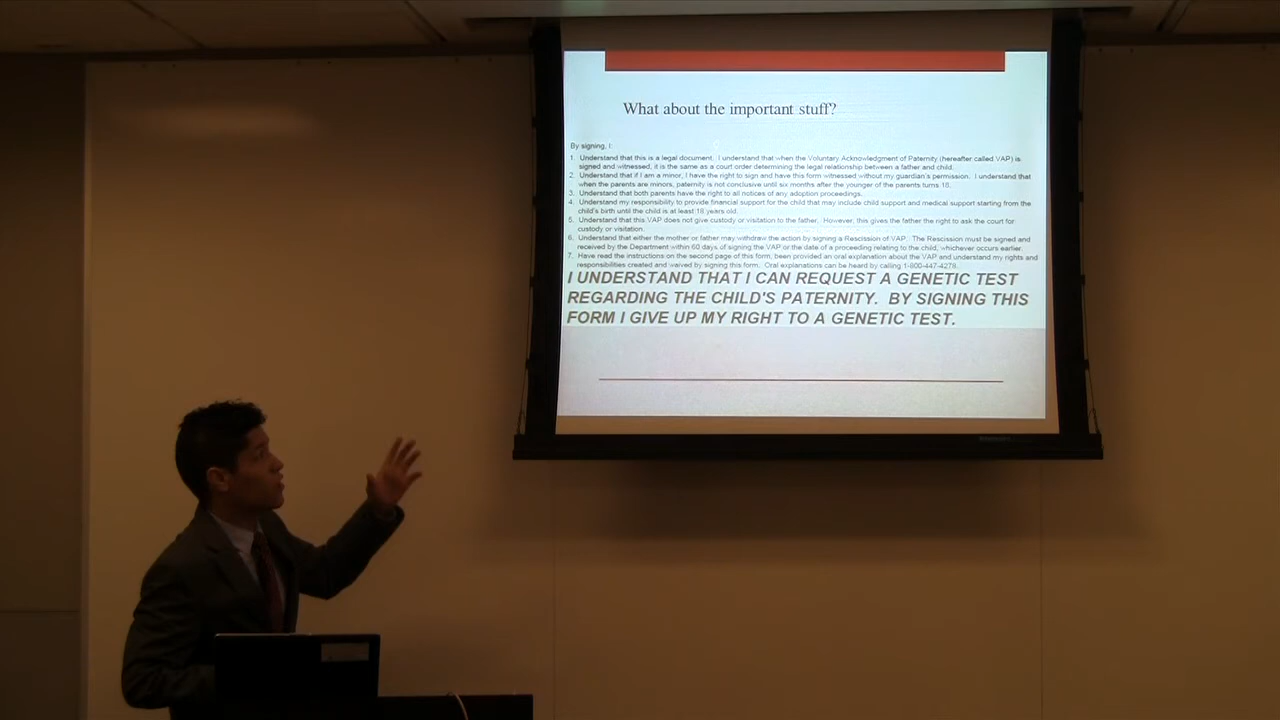 What about the important stuff?
By signing, I:
1. Understand that this is a legal document. I understand that when the Voluntary Acknowledgment of Paternity (hereafter called VAP) is
signed and witnessed, it is the same as a court order determining the legal relationship between a father and child.
2. Understand that if I am a minor, I have the right to sign and have this form witnessed without my guardian's permission. I understand that
when the parents are minors, paternity is not conclusive until six months after the younger of the parents turns 18.
3. Understand that both parents have the right to all notices of any adoption proceedings.
4. Understand my responsibility to provide financial support for the child that may include child support and medical support starting from the
child's birth until the child is at least 18 years old.
5. Understand that this VAP does not give custody or visitation to the father. However, this gives the father the right to ask the court for
custody or visitation.
6. Understand that either the mother or father may withdraw the action by signing a Rescission of VAP. The Rescission must be signed and
received by the Department within 60 days of signing the VAP or the date of a proceeding relating to the child, whichever occurs earlier.
7. Have read the instructions on the second page of this form, been provided an oral explanation about the VAP and understand my rights and
responsibilities created and waived by signing this form. Oral explanations can be heard by calling 1-800-447-4278.
I UNDERSTAND THAT I CAN REQUEST A GENETIC TEST
REGARDING THE CHILD'S PATERNITY. BY SIGNING THIS
FORM I GIVE UP MY RIGHT TO A GENETIC TEST.